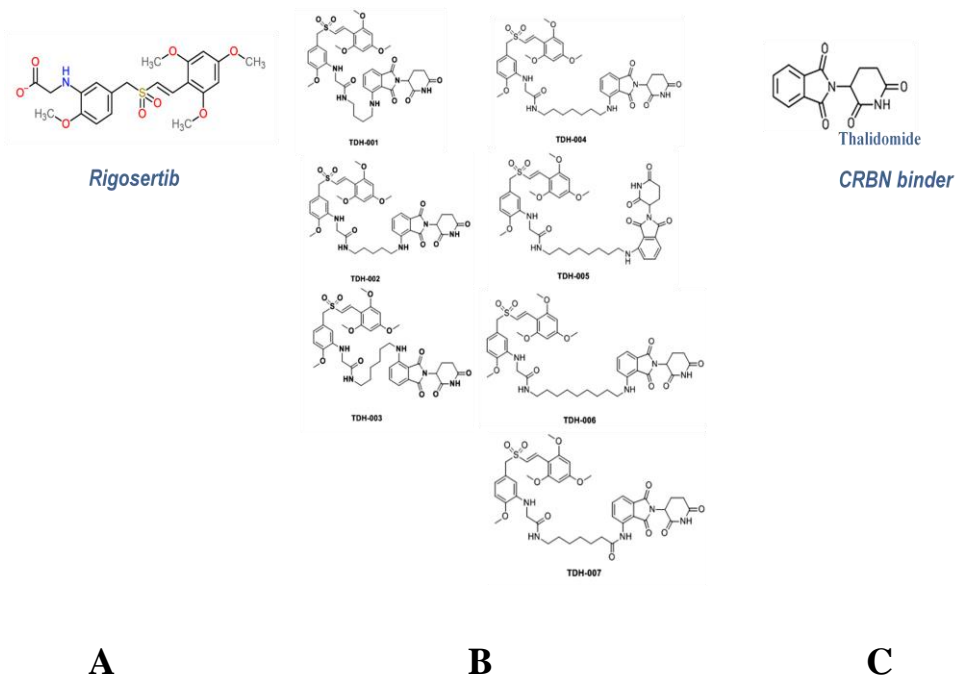 Rigosertib
TDH-001
TDH-002
TDH-003
TDH-004
TDH-005
TDH-006
TDH-007
Thalidomide
CRBN binder
A
B
C